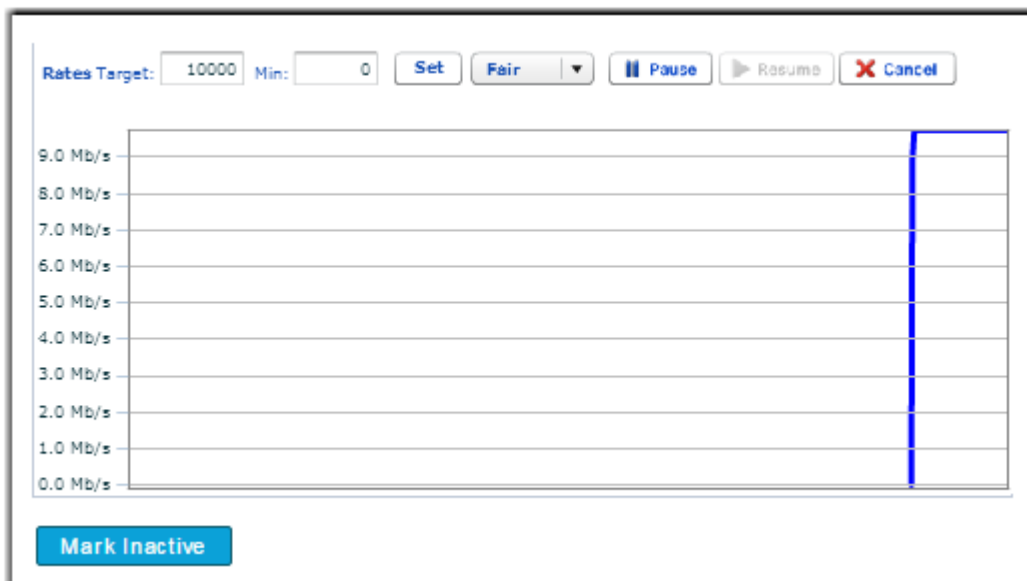 Rates Target: 10000 Min: 0 Set Fair Pause Resume Cancel
9.0 Mb/s
8.0 Mb/s
7.0 Mb/s
6.0 Mb/s
5.0 Mb/s
4.0 Mb/s
3.0 Mb/s
2.0 Mb/s
1.0 Mb/s
0.0 Mb/s
Mark Inactive